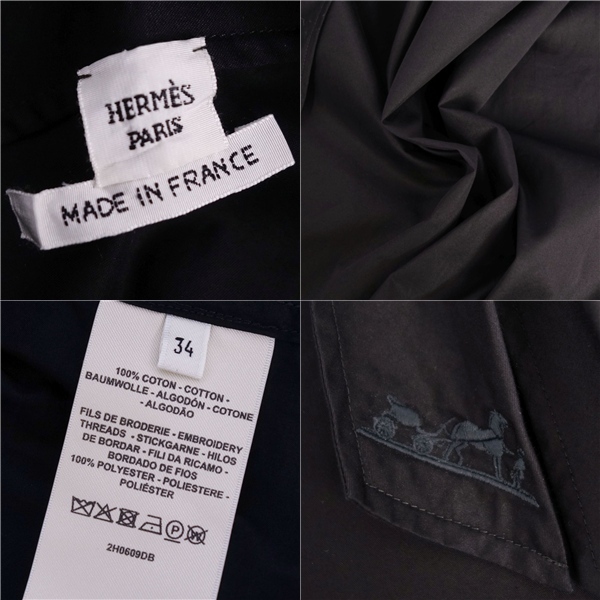 HERMÈS
PARIS
MADE IN FRANCE
34
100% COTON - COTTON -
BAUMWOLLE - ALGODÓN - COTONE
- ALGODÃO
FILS DE BRODERIE - EMBROIDERY
THREADS - STICKGARNE - HILOS
DE BORDAR - FILI DA RICAMO -
BORDADO DE FIOS
100% POLYESTER - POLIESTERE -
POLIÉSTER
2H0609DB